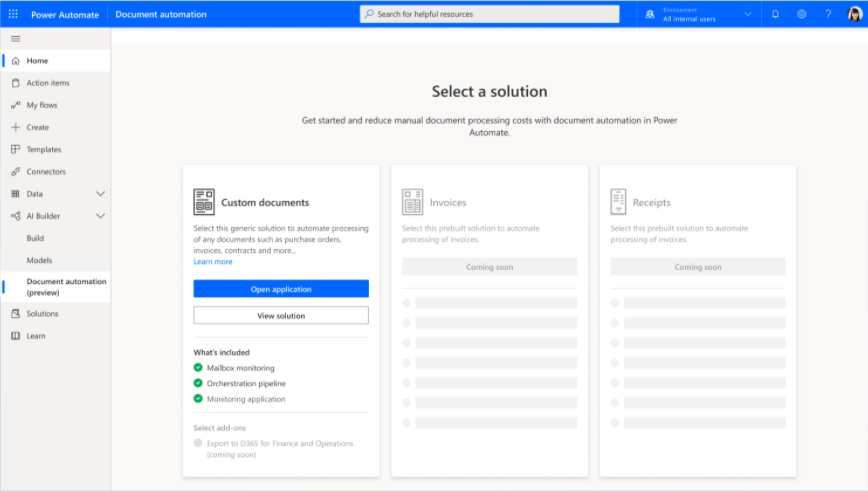 Power Automate
Document automation
Search for helpful resources
Environment
All internal users
Home
Action items
My flows
Create
Templates
Connectors
Data
AI Builder
Build
Models
Document automation
(preview)
Solutions
Learn
Select a solution
Get started and reduce manual document processing costs with document automation in Power
Automate.
Custom documents
Select this generic solution to automate processing
of any documents such as purchase orders,
invoices, contracts and more...
Learn more
Open application
View solution
What's included
Mailbox monitoring
Orcherstration pipeline
Monitoring application
Select add-ons
Export to D365 for Finance and Operations
(coming soon)
Invoices
Select this prebuilt solution to automate
processing of invoices.
Coming soon
Receipts
Select this prebuilt solution to automate
processing of invoices.
Coming soon